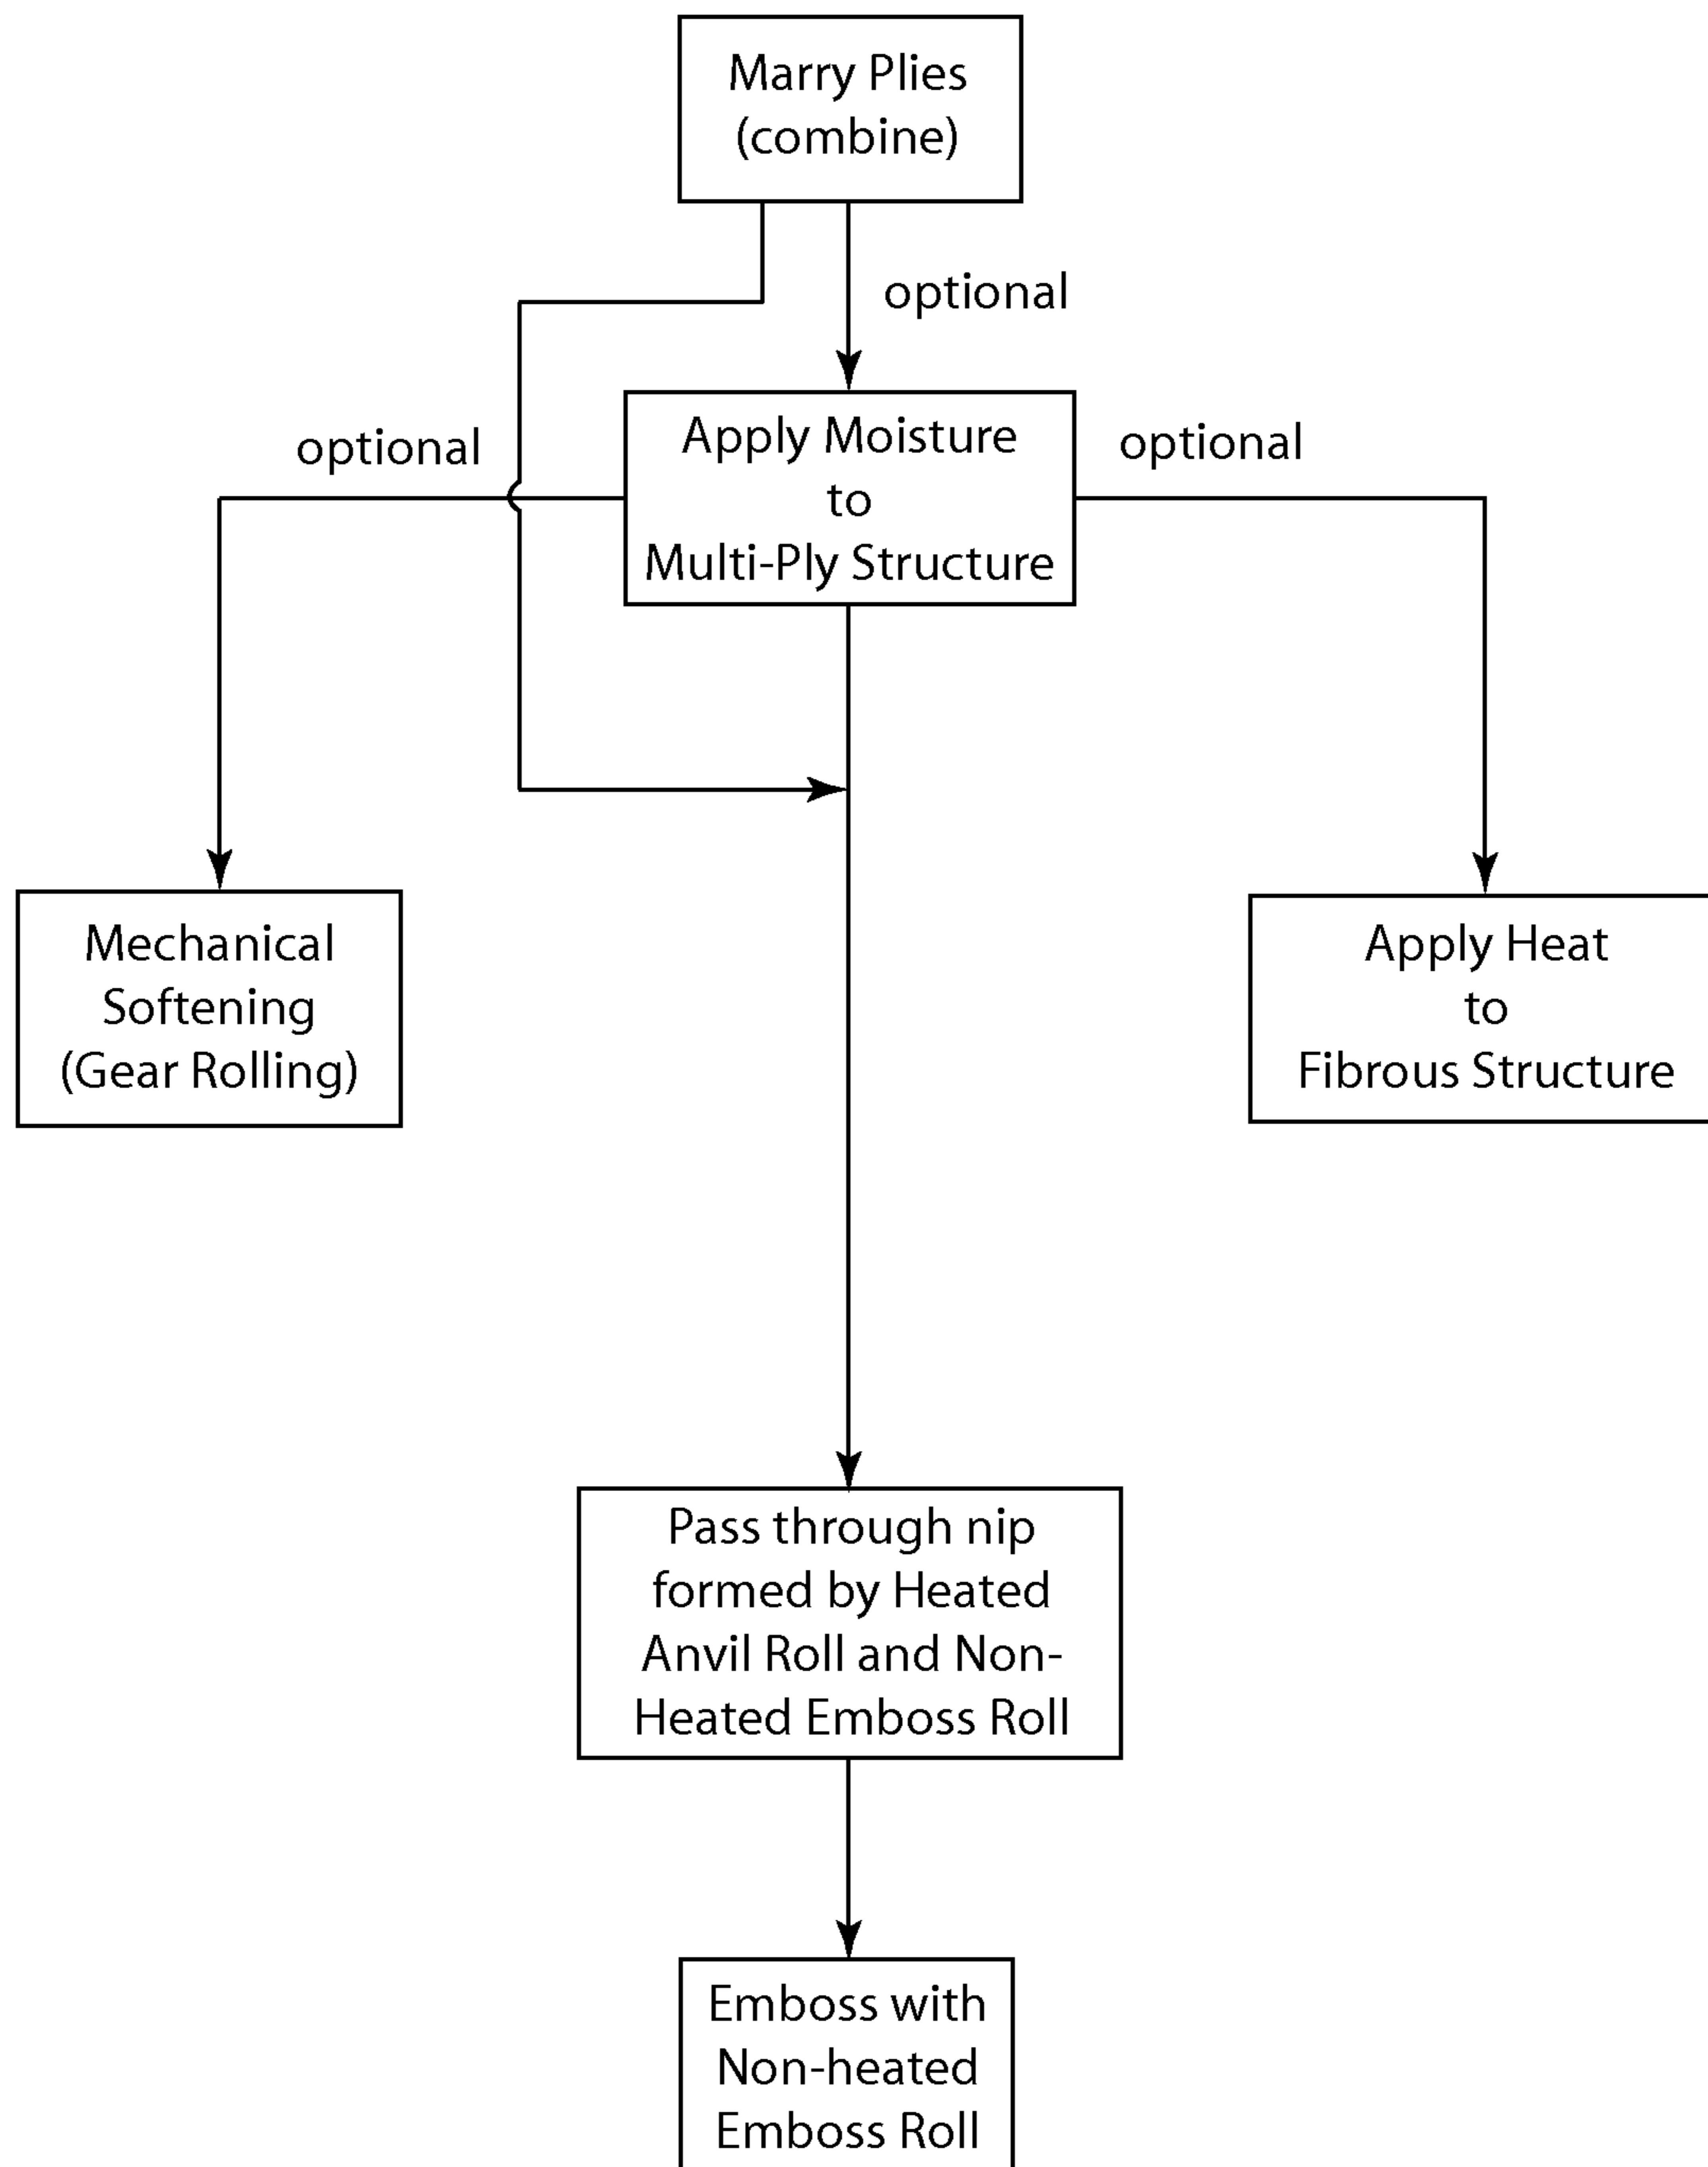 Marry Plies
(combine)
optional
optional
optional
Apply Moisture
to
Multi-Ply Structure
Mechanical
Softening
(Gear Rolling)
Apply Heat
to
Fibrous Structure
Pass through nip
formed by Heated
Anvil Roll and Non-
Heated Emboss Roll
Emboss with
Non-heated
Emboss Roll